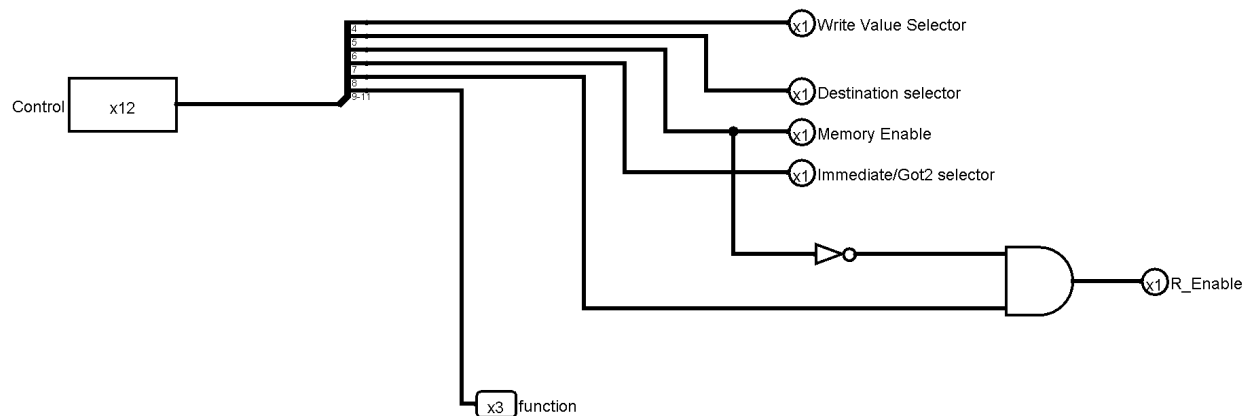 x1 Write Value Selector
4
5
6
7
8
9-11
Control x12
x1 Destination selector
x1 Memory Enable
x1 Immediate/Got2 selector
x1 R_Enable
x3 function